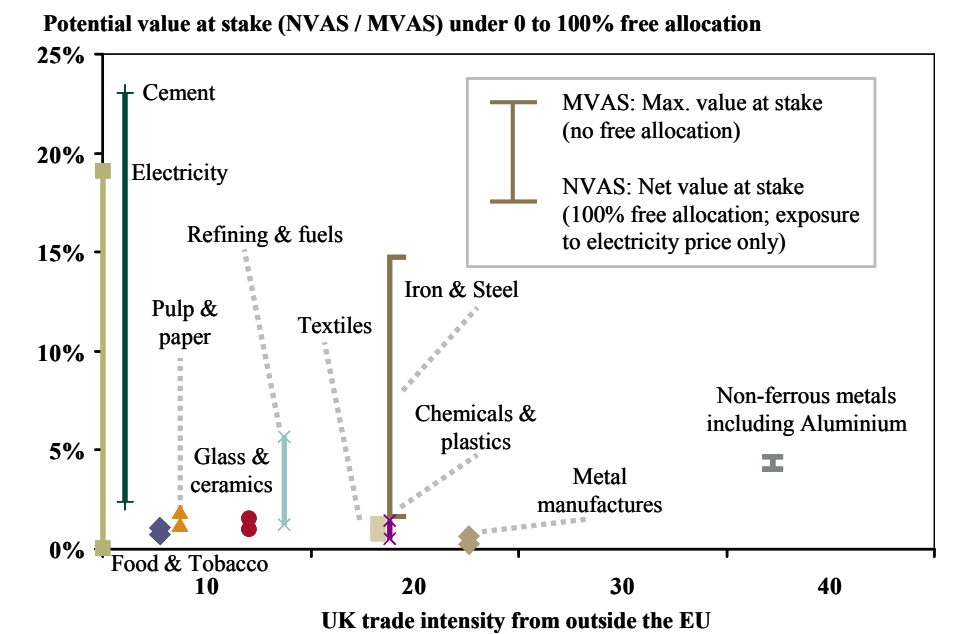 Potential value at stake (NVAS / MVAS) under 0 to 100% free allocation
25%
20%
15%
10%
5%
0%
Cement
Electricity
Refining & fuels
Pulp &
paper
Glass &
ceramics
Food & Tobacco
Textiles
Iron & Steel
Chemicals &
plastics
Metal
manufactures
Non-ferrous metals
including Aluminium
MVAS: Max. value at stake
(no free allocation)
NVAS: Net value at stake
(100% free allocation; exposure
to electricity price only)
10
20
30
40
UK trade intensity from outside the EU